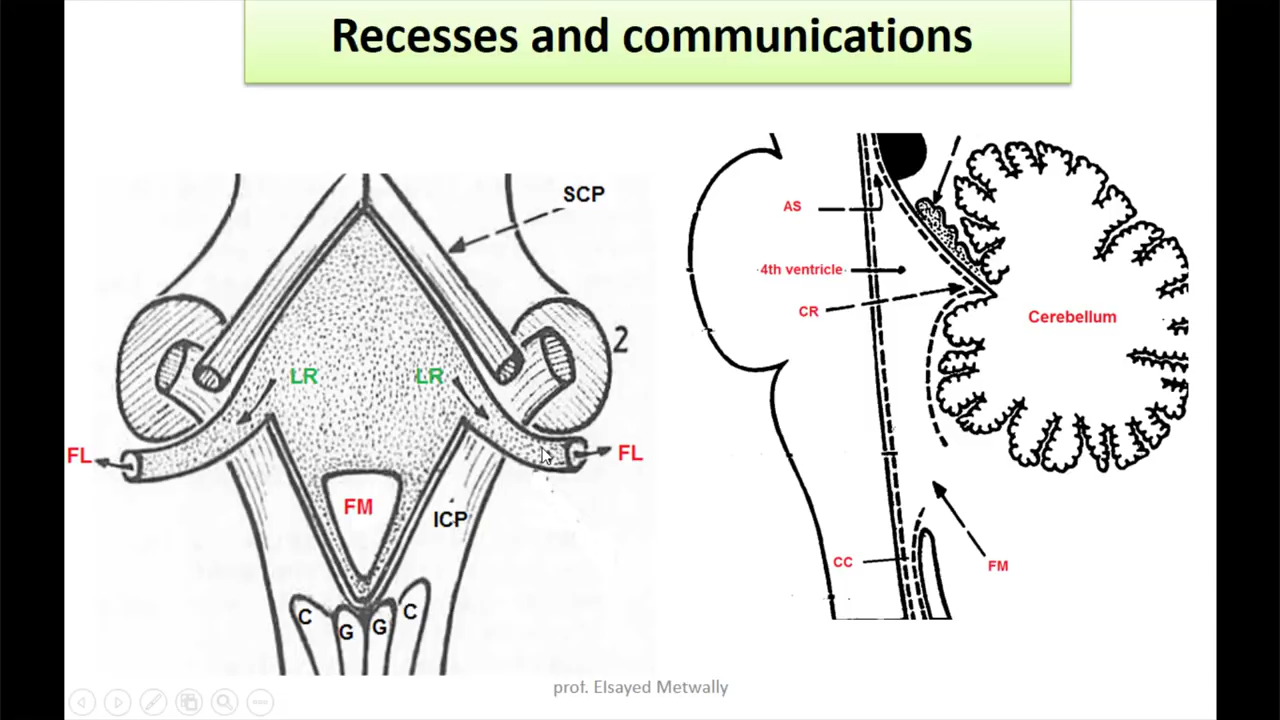 Recesses and communications
SCP
2
LR
LR
FL
FL
FM
ICP
C
G
G
C
AS
4th ventricle
CR
Cerebellum
CC
FM
prof. Elsayed Metwally